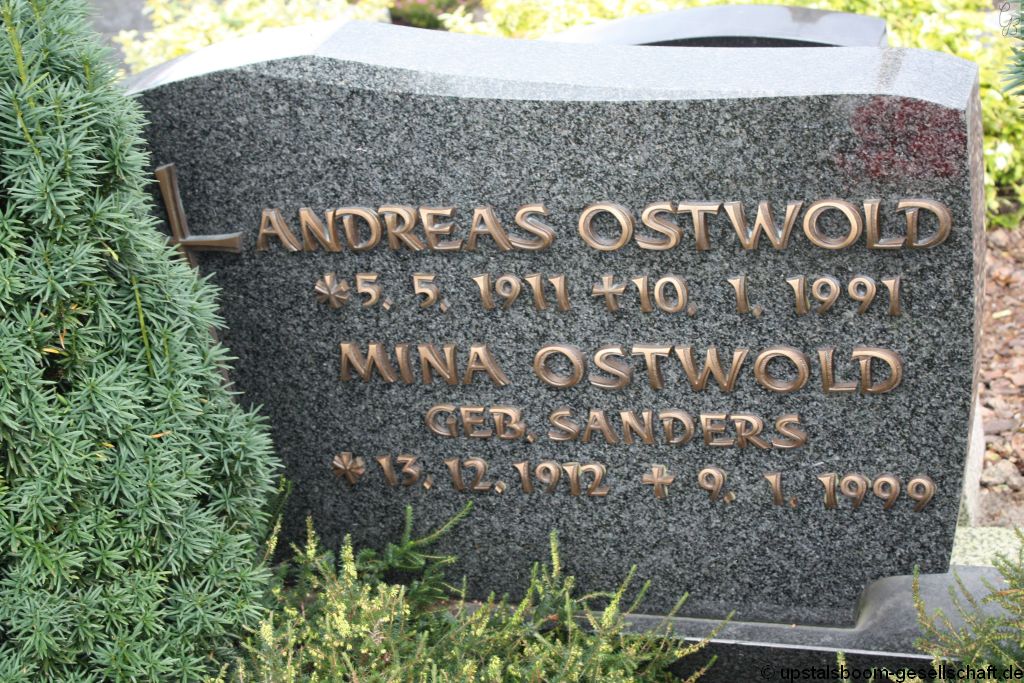 ANDREAS OSTWOLD
* 5. 5. 1911 ✝ 10. 1. 1991
MINA OSTWOLD
GEB. SANDERS
* 13. 12. 1912 ✝ 9. 1. 1999
© upstalsboom-gesellschaft.de